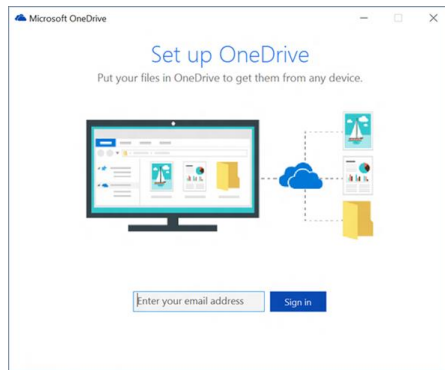 Microsoft OneDrive
Set up OneDrive
Put your files in OneDrive to get them from any device.
Enter your email address
Sign in